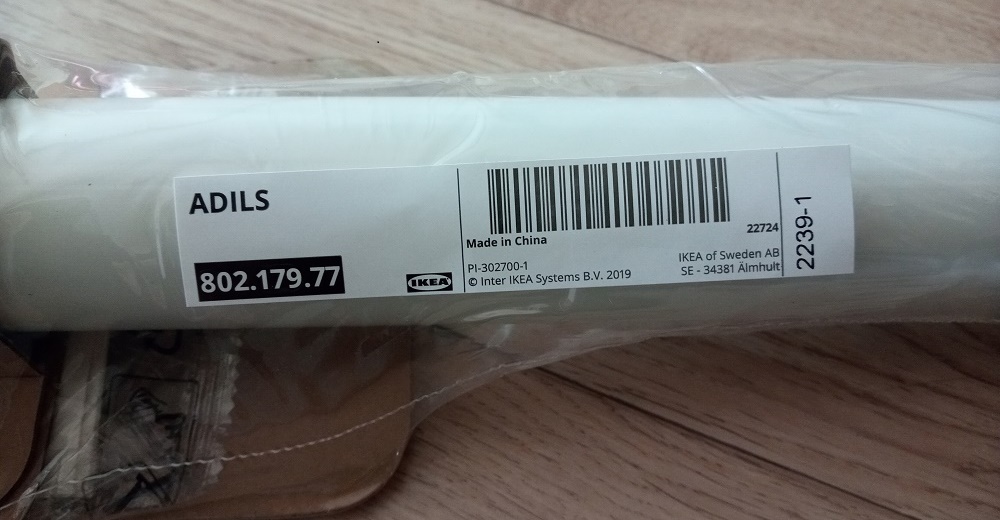 ADILS
802.179.77
IKEA
Made in China
22724
PI-302700-1
© Inter IKEA Systems B.V. 2019
IKEA of Sweden AB
SE - 34381 Älmhult
2239-1